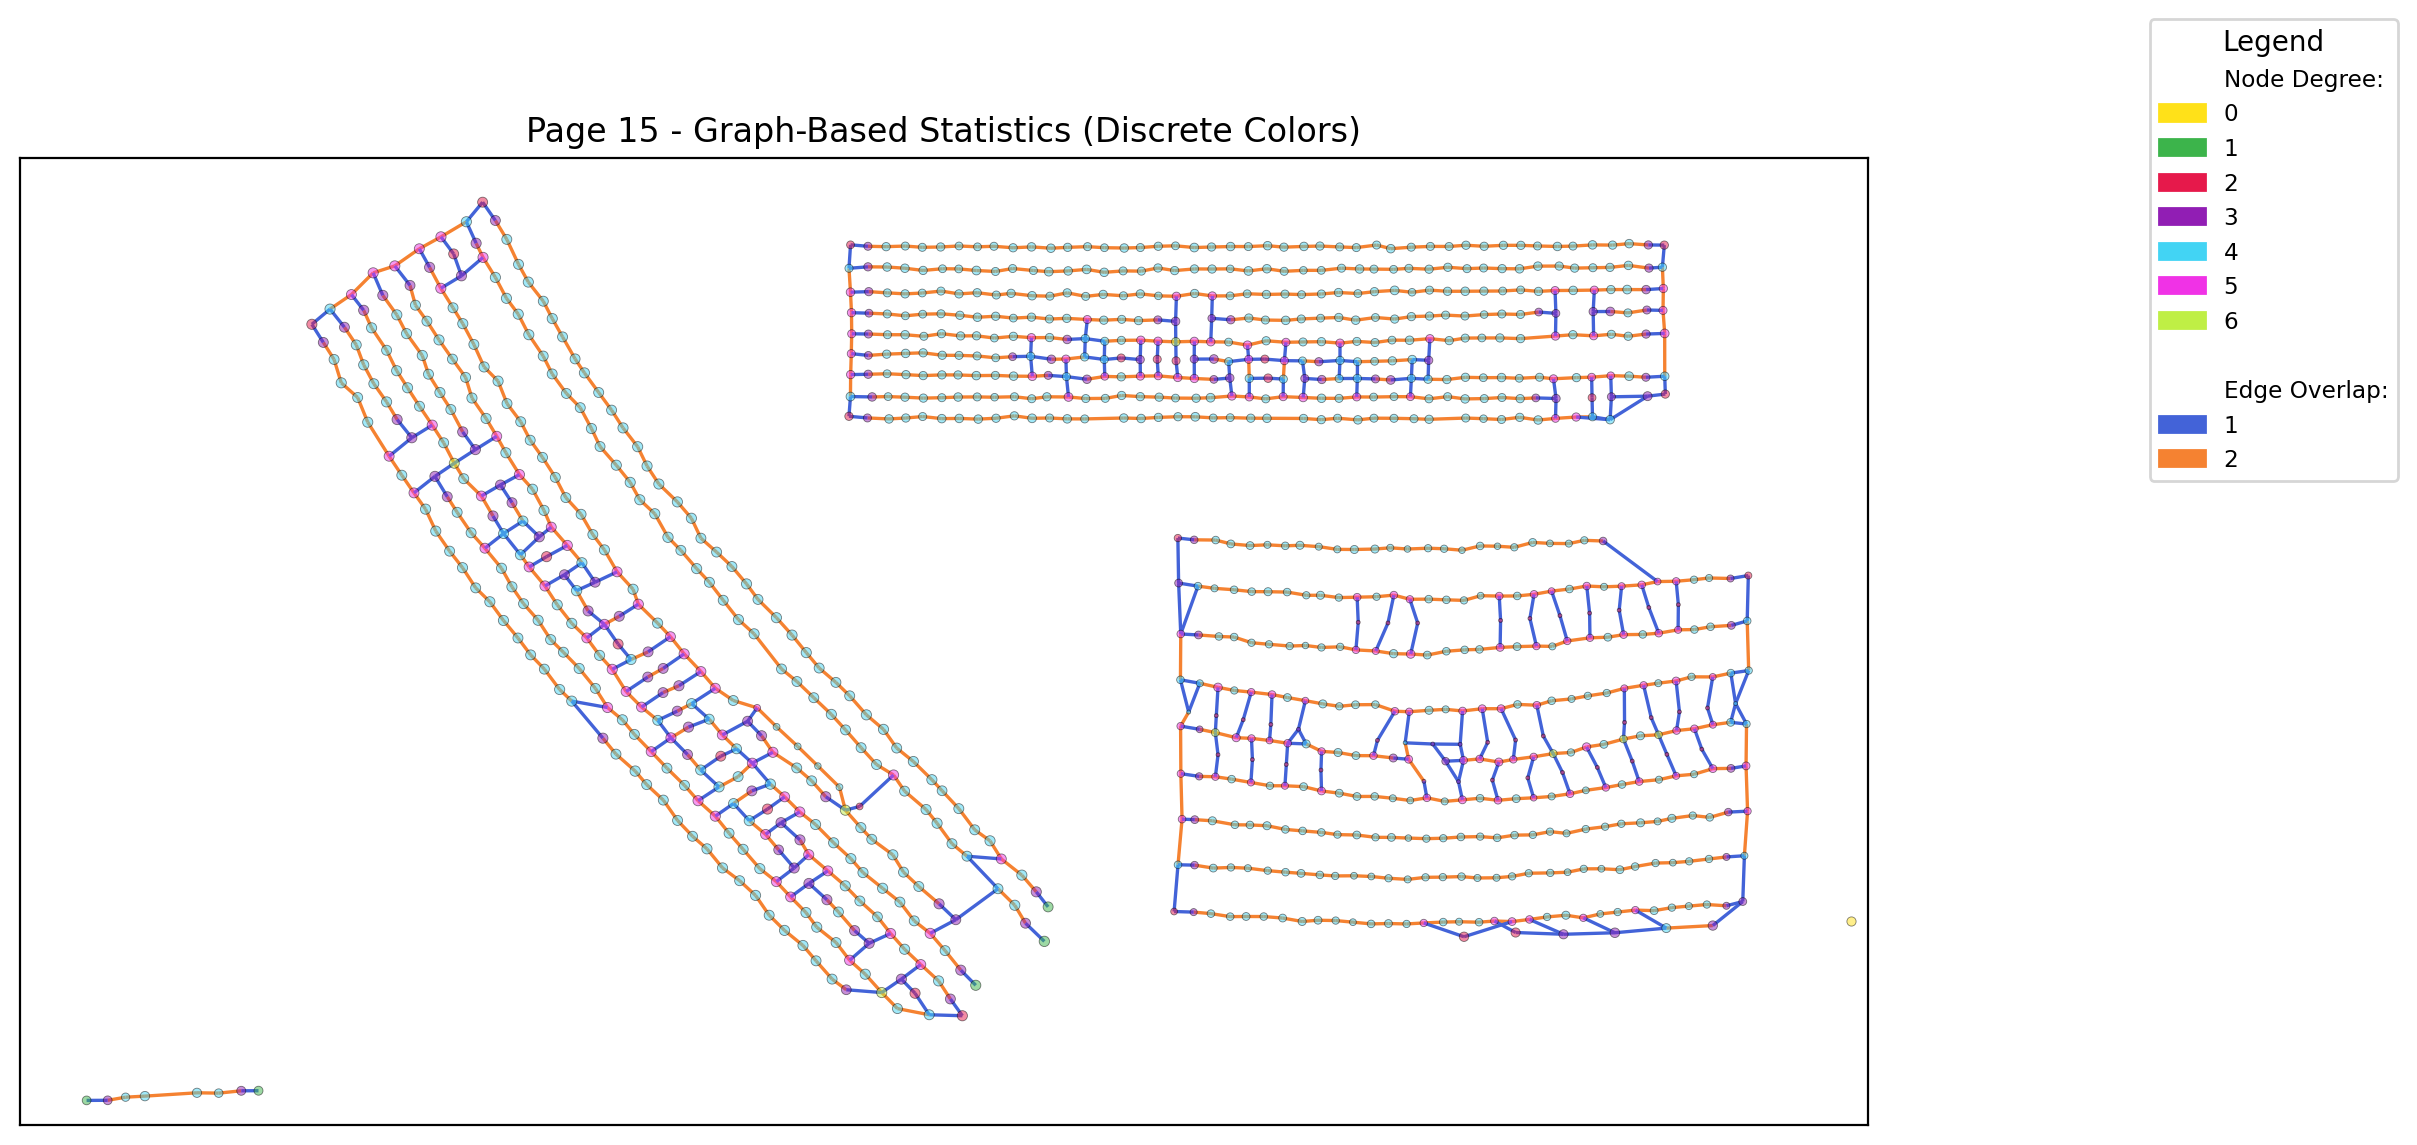 Page 15 - Graph-Based Statistics (Discrete Colors)
Legend
Node Degree:
0
1
2
3
4
5
6
Edge Overlap:
1
2